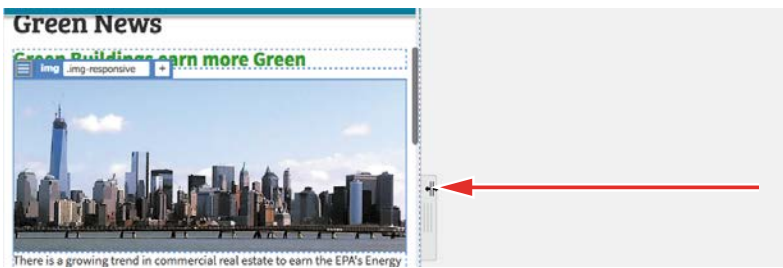 Green News
Green Buildings earn more Green
img .img-responsive +
There is a growing trend in commercial real estate to earn the EPA's Energy